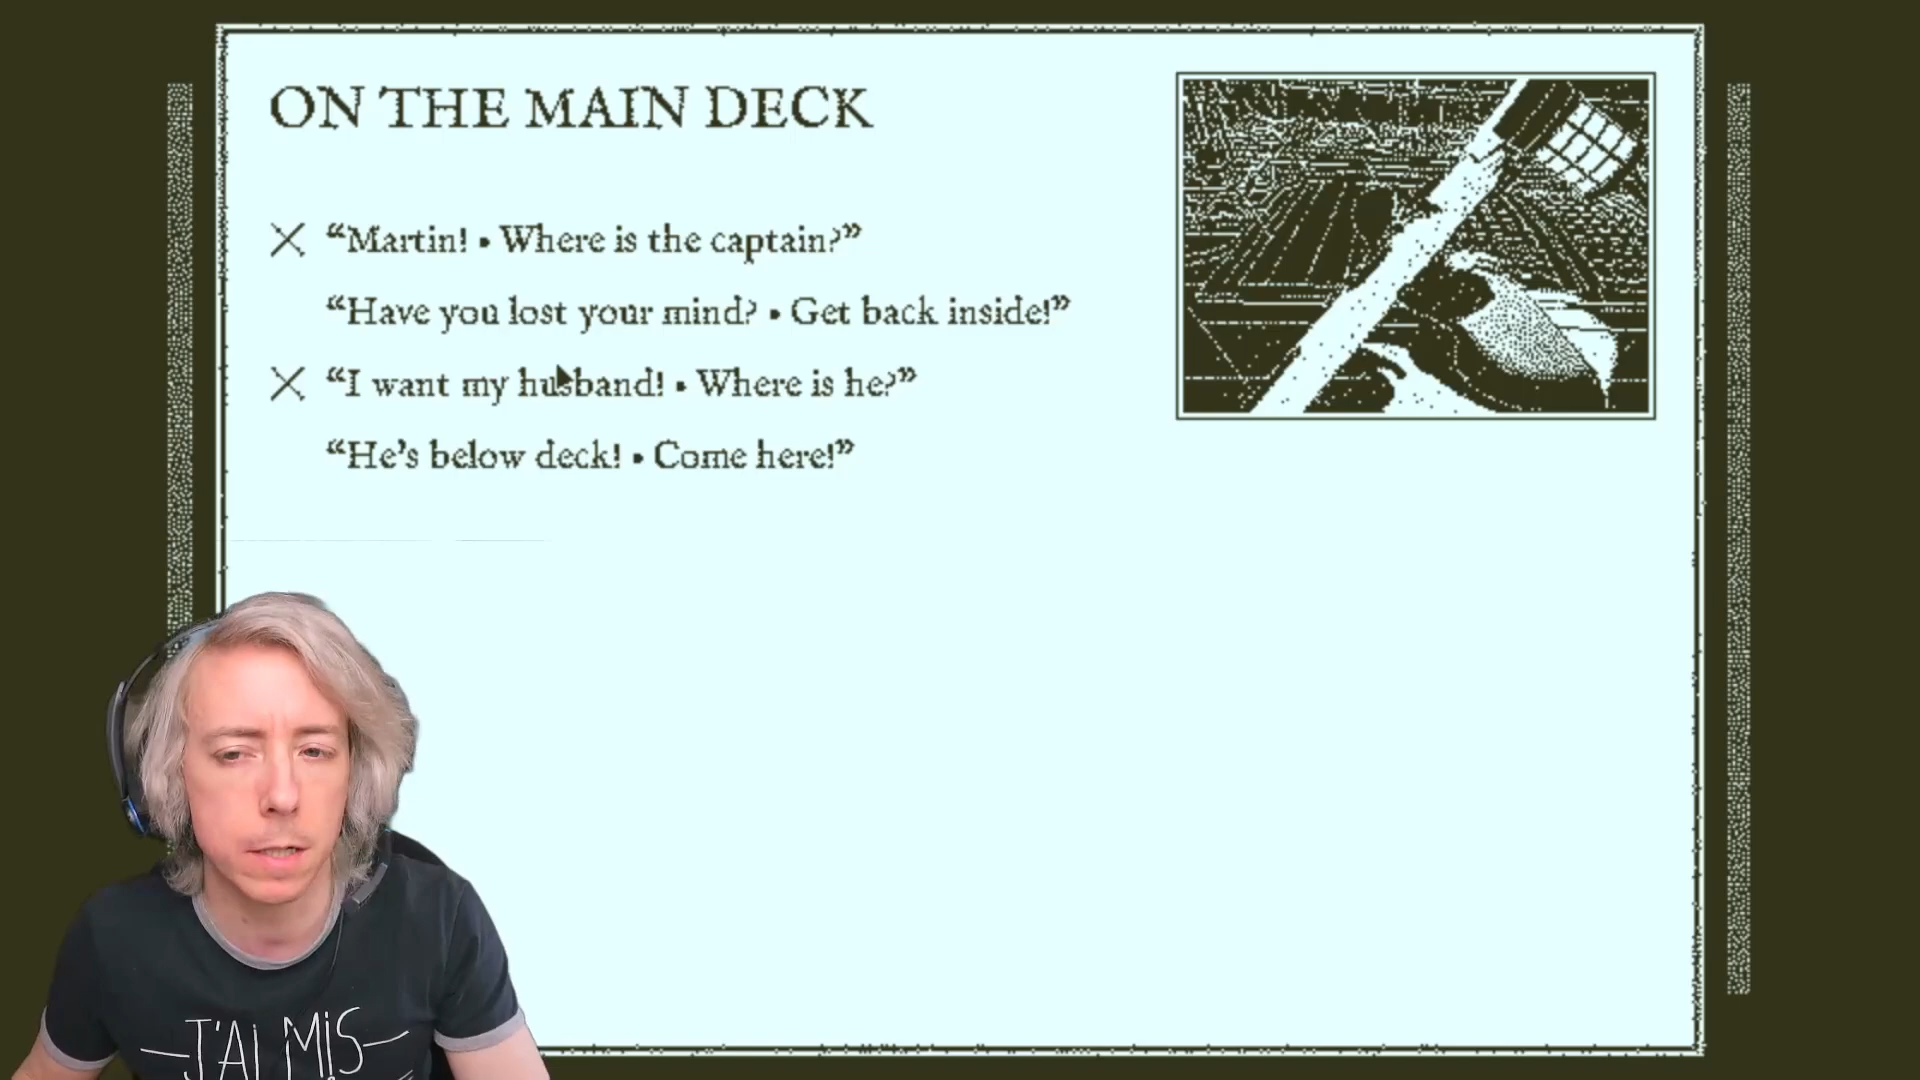 ON THE MAIN DECK
“Martin! • Where is the captain?”
“Have you lost your mind? • Get back inside!”
“I want my husband! • Where is he?”
“He’s below deck! • Come here!”
J'AI MIS